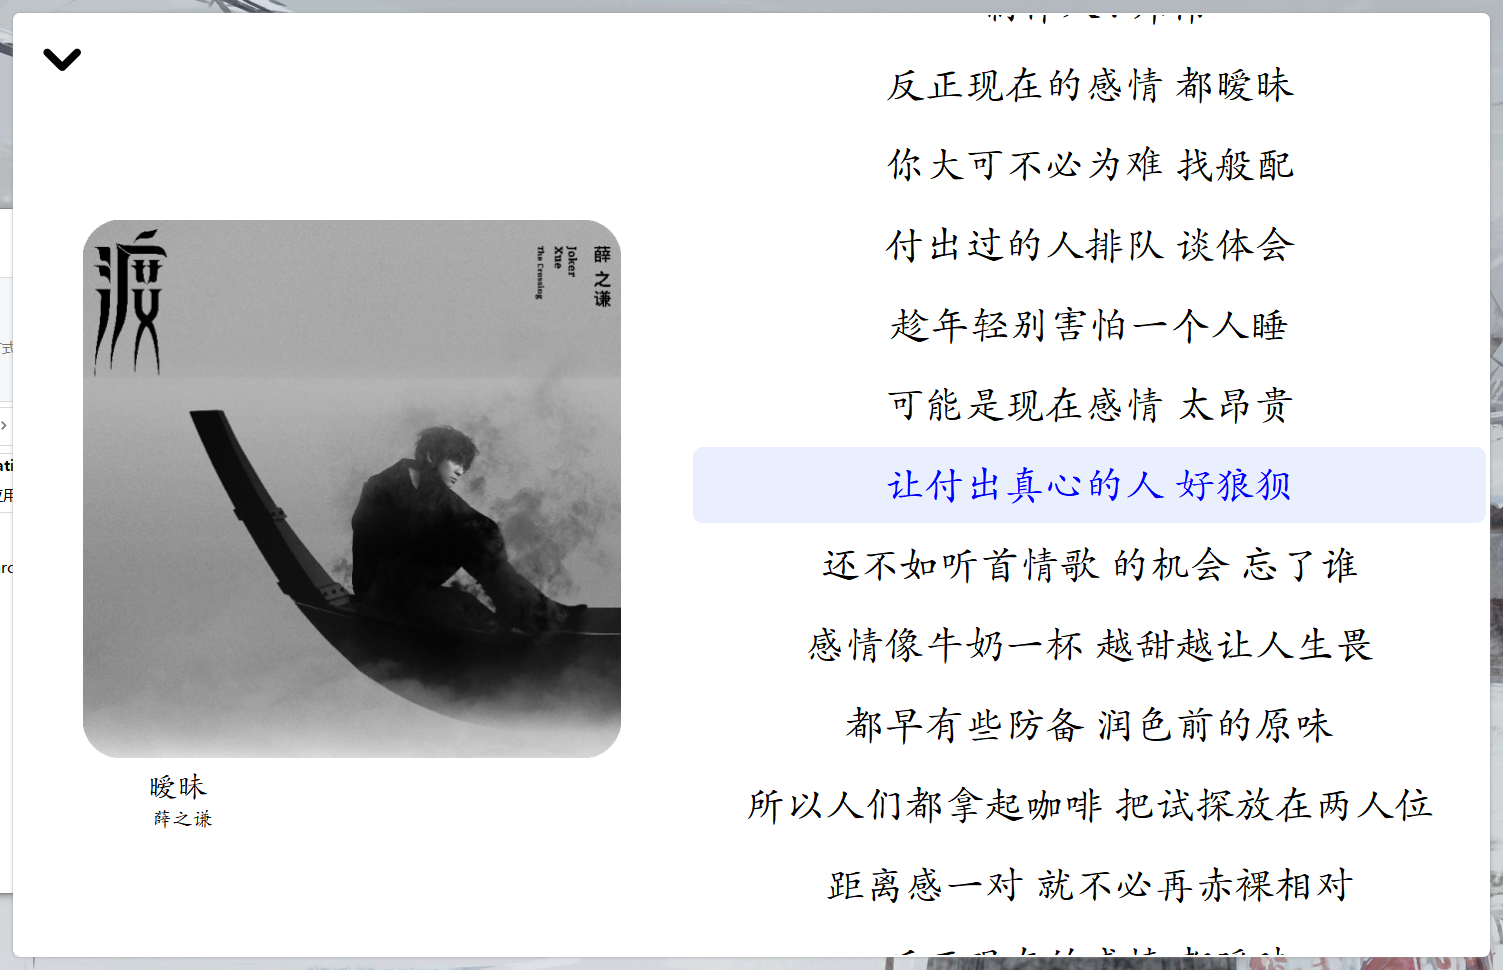 反正现在的感情 都暧昧
你大可不必为难 找般配
付出过的人排队 谈体会
趁年轻别害怕一个人睡
可能是现在感情 太昂贵
让付出真心的人 好狼狈
还不如听首情歌 的机会 忘了谁
感情像牛奶一杯 越甜越让人生畏
都早有些防备 润色前的原味
所以人们都拿起咖啡 把试探放在两人位
距离感一对 就不必再赤裸相对
渡
Joker
Xue
The Crossing
薛之谦
暧昧
薛之谦